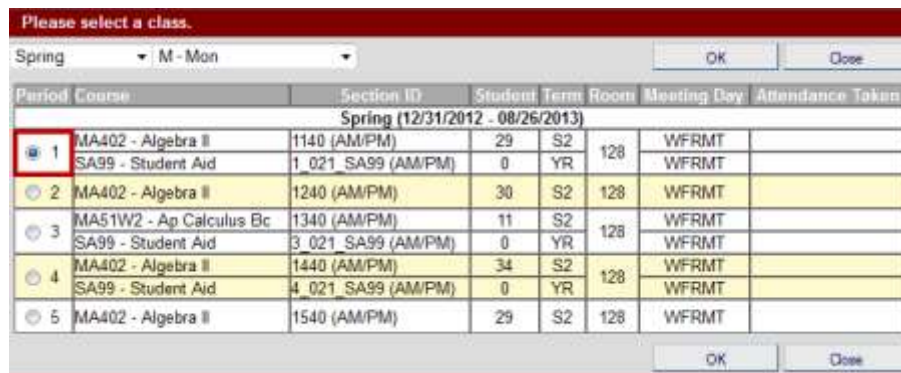 Please select a class.
Spring M - Mon OK Close
Period Course Section ID Student Term Room Meeting Day Attendance Taken
Spring (12/31/2012 - 08/26/2013)
1 MA402 - Algebra II 1140 (AM/PM) 29 S2 128 WFRMT
SA99 - Student Aid 1_021_SA99 (AM/PM) 0 YR WFRMT
2 MA402 - Algebra II 1240 (AM/PM) 30 S2 128 WFRMT
3 MA51W2 - Ap Calculus Bc 1340 (AM/PM) 11 S2 128 WFRMT
SA99 - Student Aid 3_021_SA99 (AM/PM) 0 YR WFRMT
4 MA402 - Algebra II 1440 (AM/PM) 34 S2 128 WFRMT
SA99 - Student Aid 4_021_SA99 (AM/PM) 0 YR WFRMT
5 MA402 - Algebra II 1540 (AM/PM) 29 S2 128 WFRMT
OK Close